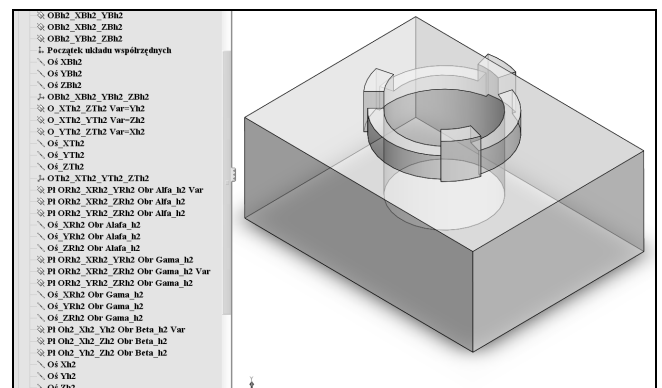 OBh2_XBh2_YBh2
OBh2_XBh2_ZBh2
OBh2_YBh2_ZBh2
Początek układu współrzędnych
Oś XBh2
Oś YBh2
Oś ZBh2
OBh2_XBh2_YBh2_ZBh2
O_XTh2_ZTh2 Var=Yh2
O_XTh2_YTh2 Var=Zh2
O_YTh2_ZTh2 Var=Xh2
Oś_XTh2
Oś_YTh2
Oś_ZTh2
OTh2_XTh2_YTh2_ZTh2
Pl ORh2_XRh2_YRh2 Obr Alfa_h2 Var
Pl ORh2_XRh2_ZRh2 Obr Alfa_h2
Pl ORh2_YRh2_ZRh2 Obr Alfa_h2
Oś_XRh2 Obr Alafa_h2
Oś_YRh2 Obr Alafa_h2
Oś_ZRh2 Obr Alafa_h2
Pl ORh2_XRh2_YRh2 Obr Gama_h2
Pl ORh2_XRh2_ZRh2 Obr Gama_h2 Var
Pl ORh2_YRh2_ZRh2 Obr Gama_h2
Oś_XRh2 Obr Gama_h2
Oś_YRh2 Obr Gama_h2
Oś_ZRh2 Obr Gama_h2
Pl Oh2_Xh2_Yh2 Obr Beta_h2 Var
Pl Oh2_Xh2_Zh2 Obr Beta_h2
Pl Oh2_Yh2_Zh2 Obr Beta_h2
Oś Xh2
Oś Yh2
Oś Zh2